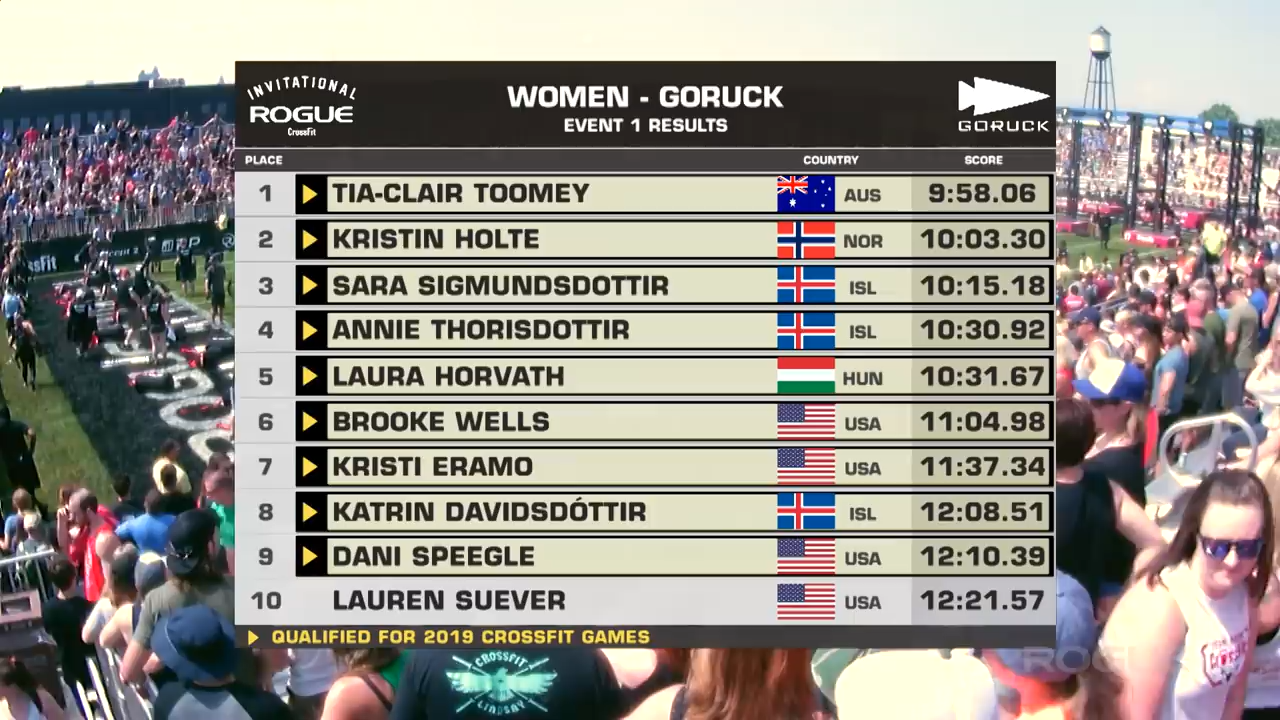 INVITATIONAL
ROGUE
CrossFit
WOMEN - GORUCK
EVENT 1 RESULTS
GORUCK
PLACE COUNTRY SCORE
1 TIA-CLAIR TOOMEY AUS 9:58.06
2 KRISTIN HOLTE NOR 10:03.30
3 SARA SIGMUNDSDOTTIR ISL 10:15.18
4 ANNIE THORISDOTTIR ISL 10:30.92
5 LAURA HORVATH HUN 10:31.67
6 BROOKE WELLS USA 11:04.98
7 KRISTI ERAMO USA 11:37.34
8 KATRIN DAVIDSDÓTTIR ISL 12:08.51
9 DANI SPEEGLE USA 12:10.39
10 LAUREN SUEVER USA 12:21.57
QUALIFIED FOR 2019 CROSSFIT GAMES
CROSSFIT
LINDSAY